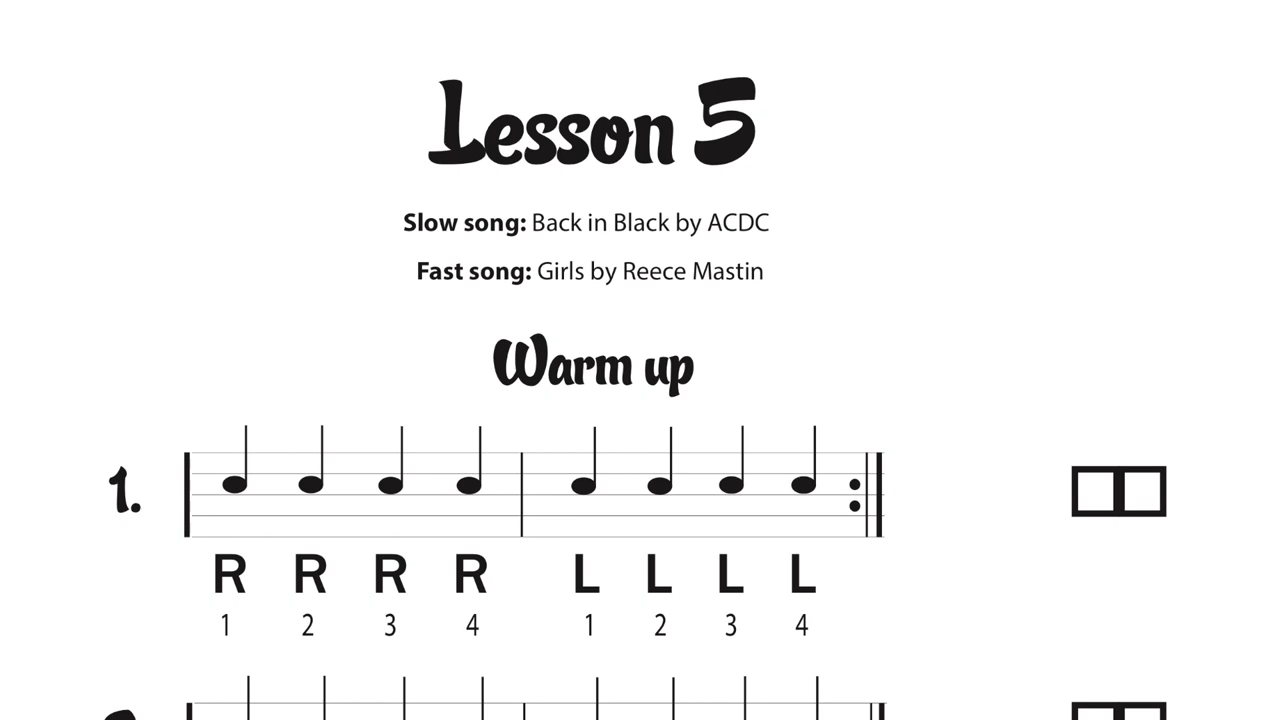 Lesson 5
Slow song: Back in Black by ACDC
Fast song: Girls by Reece Mastin
Warm up
1.
R R R R L L L L
1 2 3 4 1 2 3 4